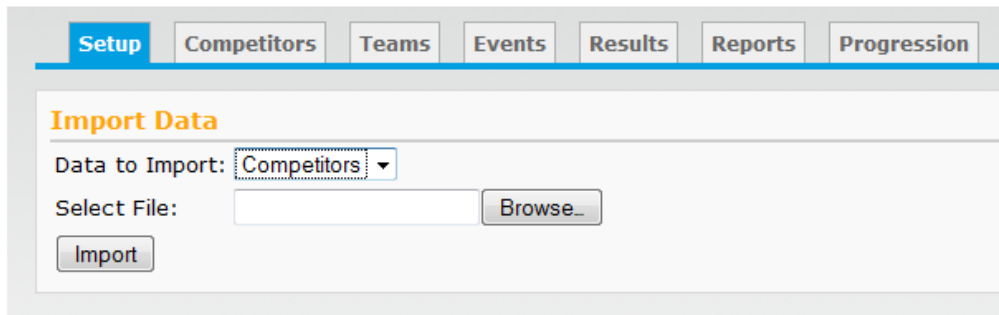 Setup Competitors Teams Events Results Reports Progression
Import Data
Data to Import: Competitors
Select File: Browse...
Import